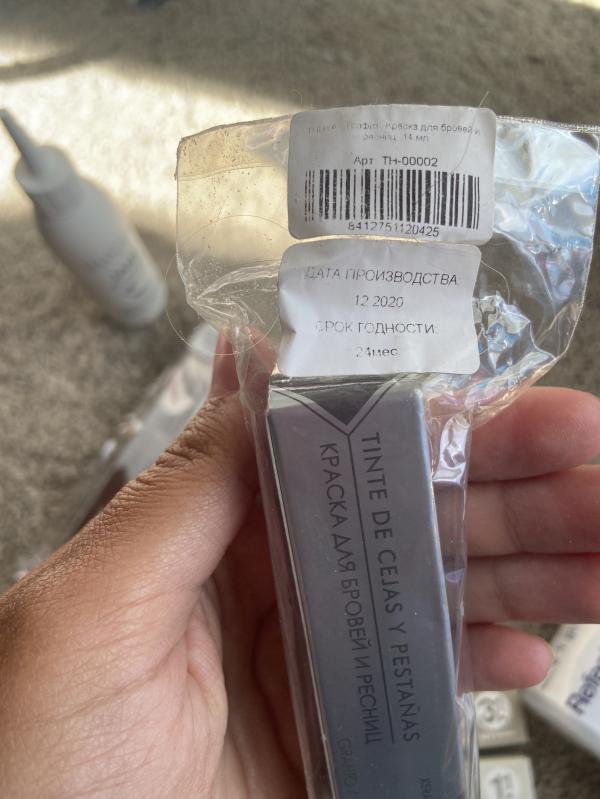 Краска для бровей и
14 мл
Арт. TH-00002
8412751120425
ДАТА ПРОИЗВОДСТВА:
12.2020
СРОК ГОДНОСТИ:
24мес.
TINTE DE CEJAS Y PESTAÑAS
КРАСКА ДЛЯ БРОВЕЙ И РЕСНИЦ